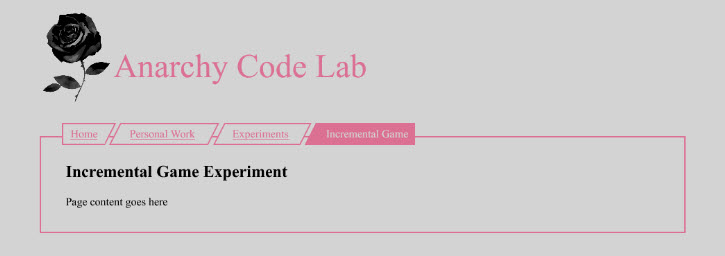 Anarchy Code Lab
Home Personal Work Experiments Incremental Game
Incremental Game Experiment
Page content goes here